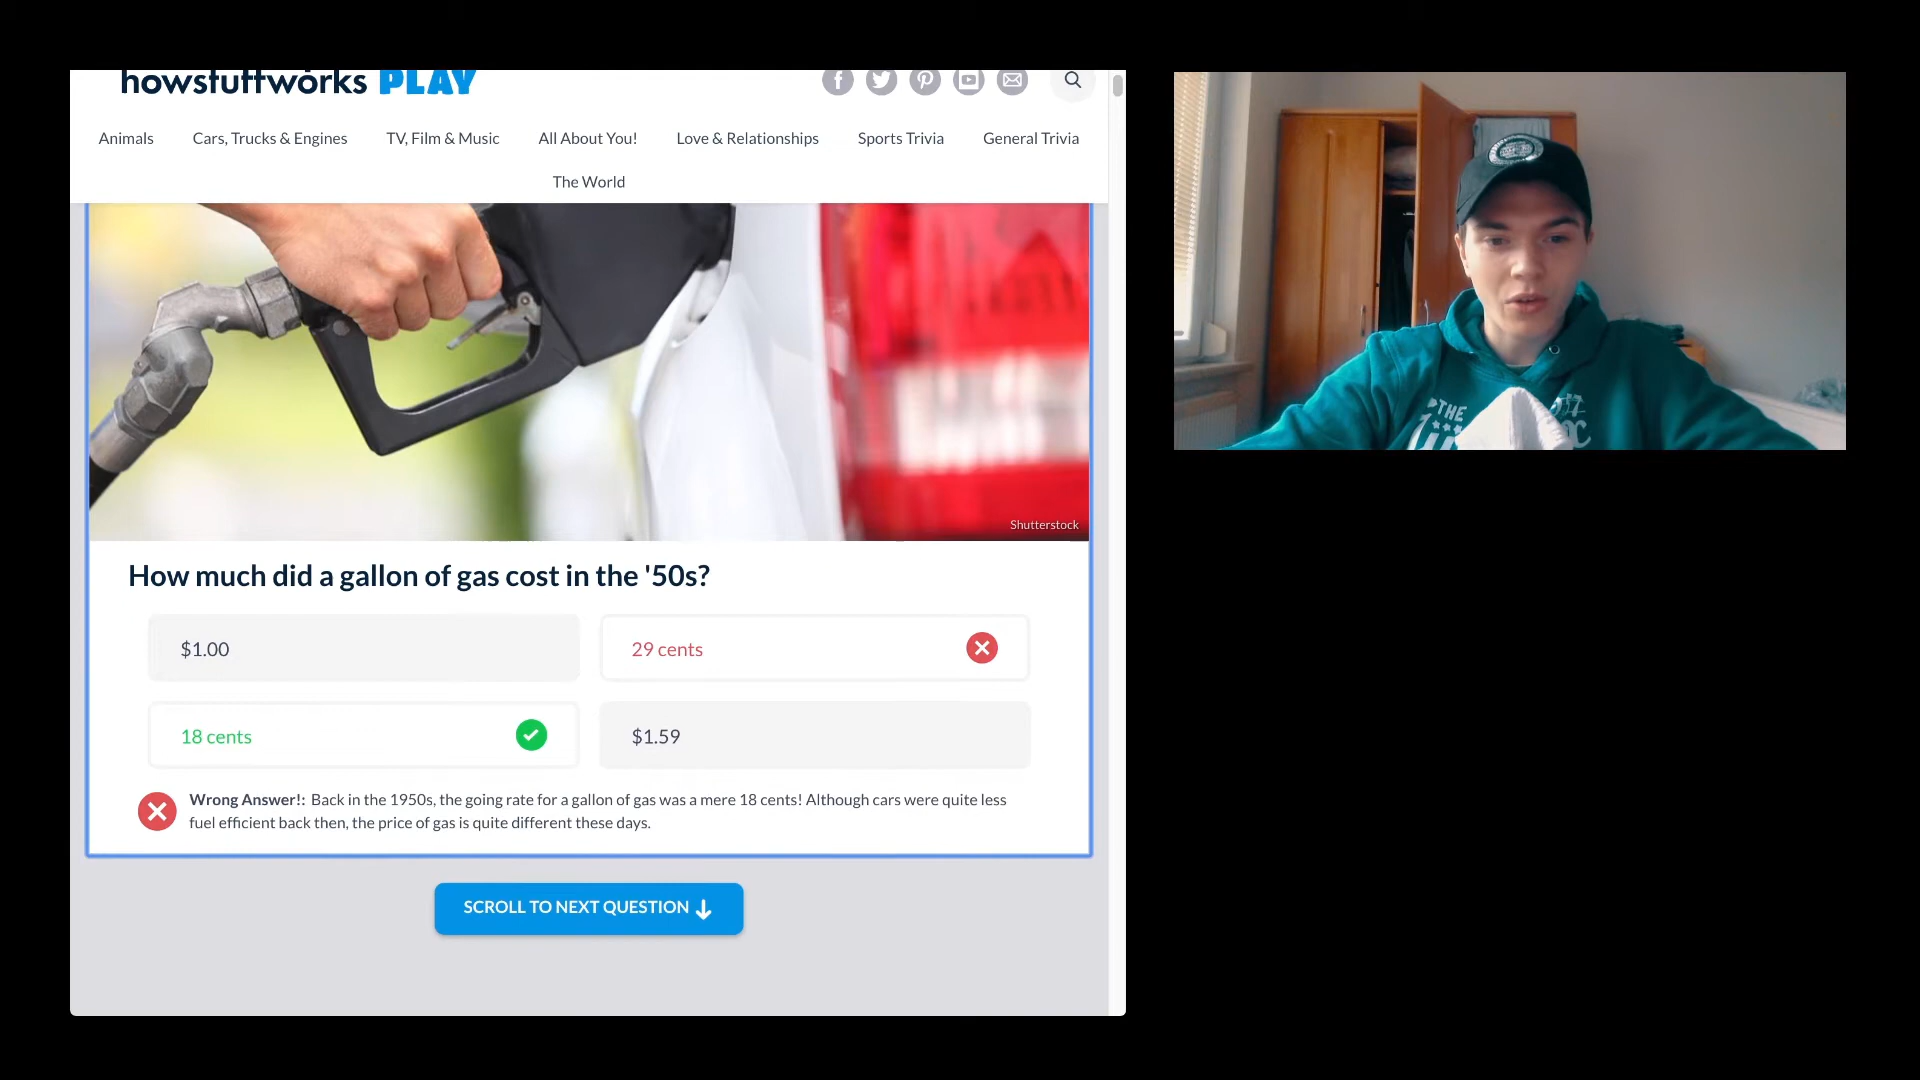 howstuffworks PLAY
Animals Cars, Trucks & Engines TV, Film & Music All About You! Love & Relationships Sports Trivia General Trivia
The World
Shutterstock
How much did a gallon of gas cost in the '50s?
$1.00
29 cents
18 cents
$1.59
Wrong Answer!: Back in the 1950s, the going rate for a gallon of gas was a mere 18 cents! Although cars were quite less
fuel efficient back then, the price of gas is quite different these days.
SCROLL TO NEXT QUESTION
THE